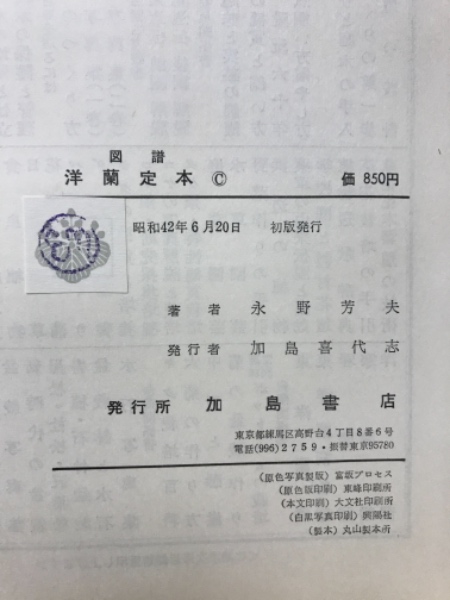 図譜
洋蘭定本 © 価 850円
昭和42年6月20日 初版発行
著者 永野芳夫
発行者 加島喜代志
発行所 加島書店
東京都練馬区高野台4丁目8番6号
電話(996)2759・振替東京95780
(原色写真製版) 富坂プロセス
(原色版印刷) 東峰印刷所
(本文印刷) 大文社印刷所
(白黒写真印刷) 興陽社
(製本) 丸山製本所